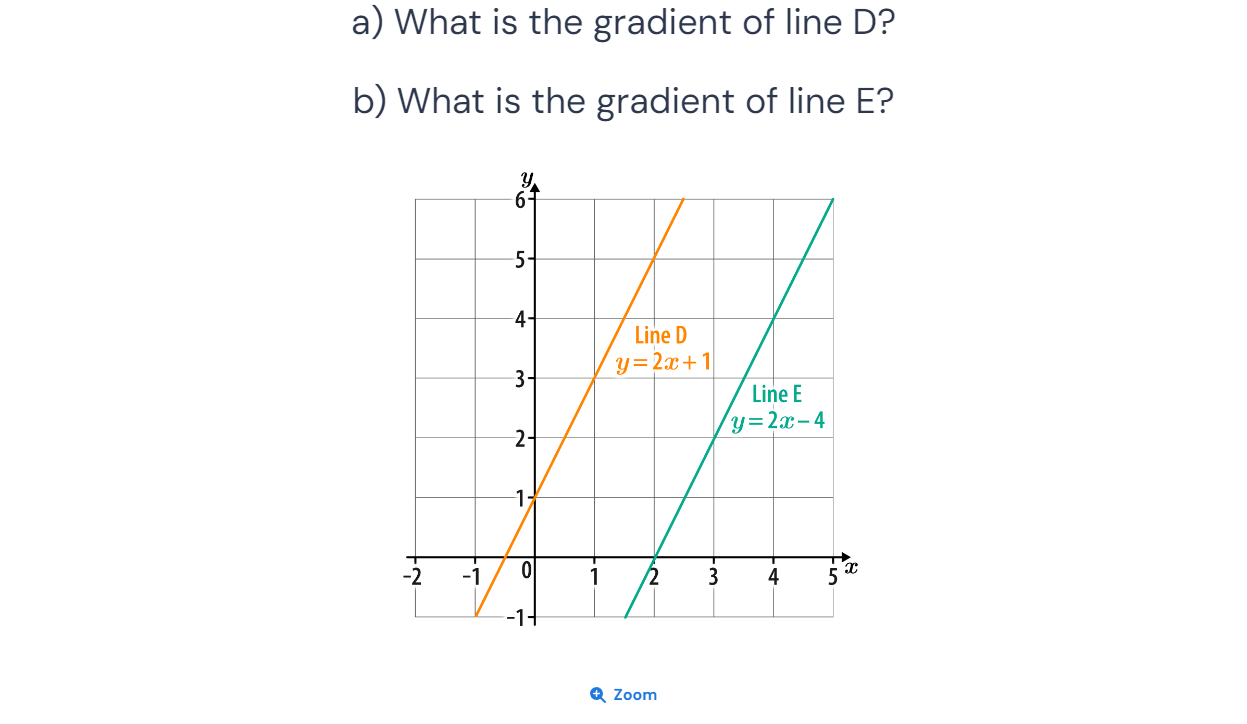 a) What is the gradient of line D?
b) What is the gradient of line E?
y
6
5
4
Line D
y = 2x + 1
3
Line E
y = 2x – 4
2
1
-2 -1 0 1 2 3 4 5 x
-1
Zoom